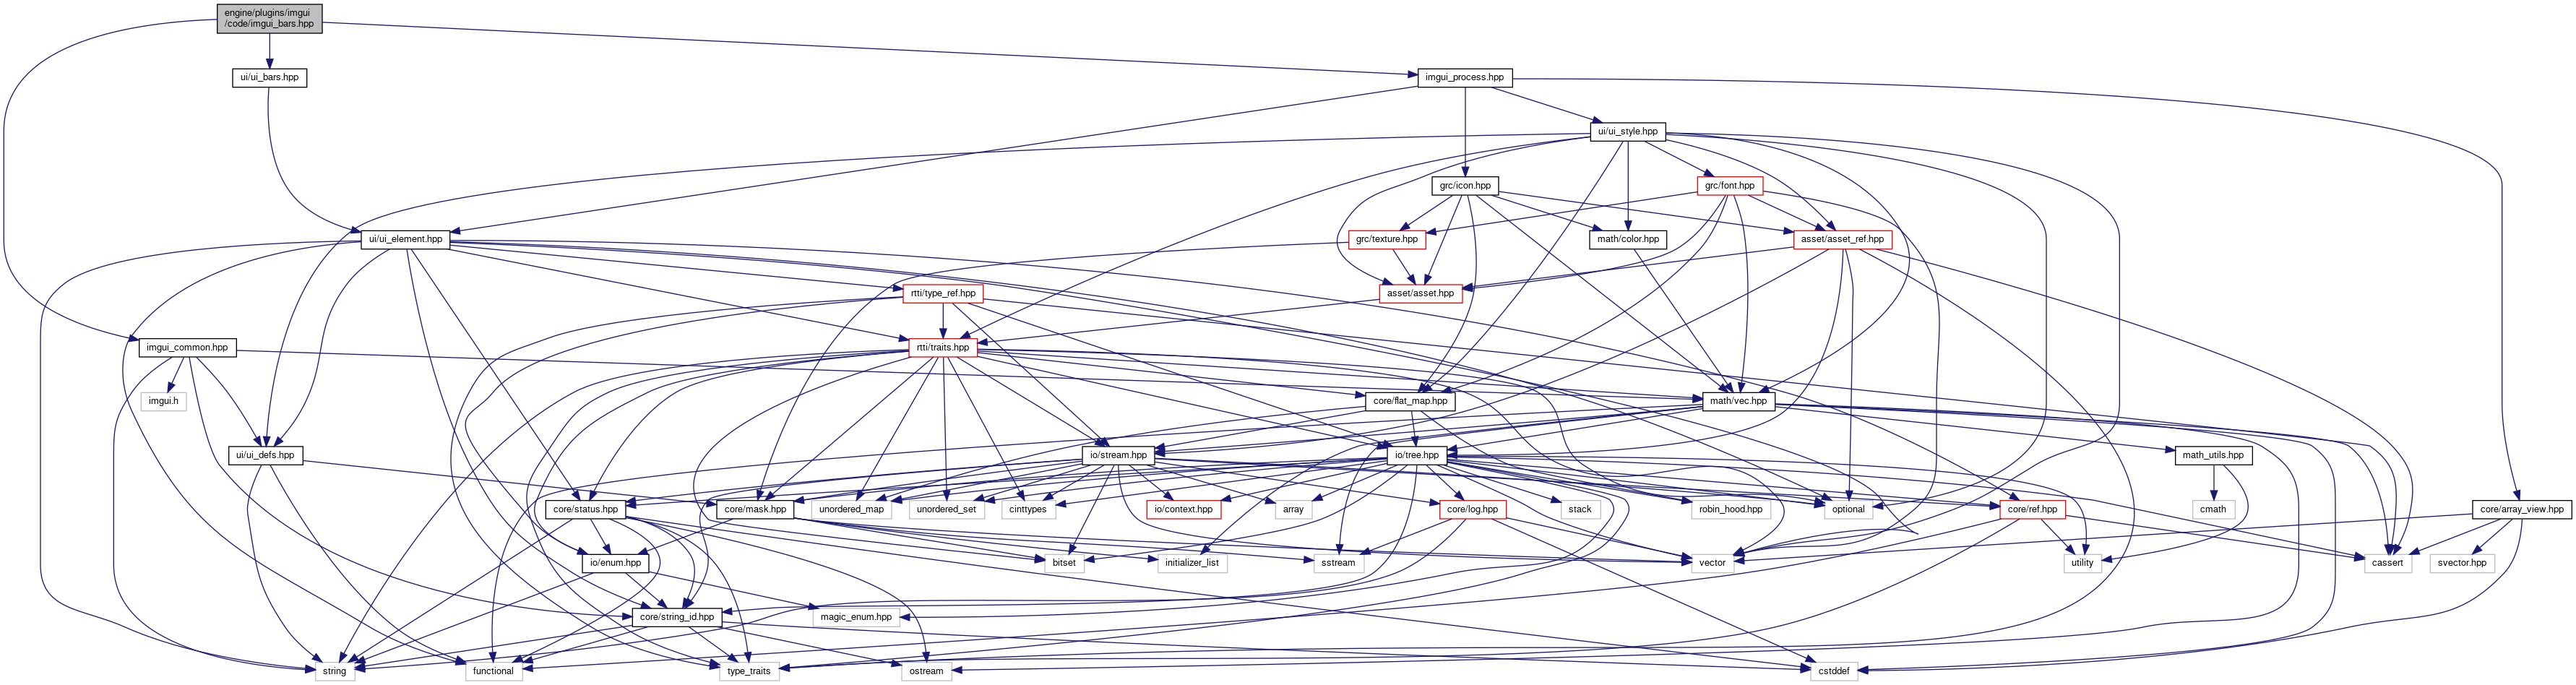 engine/plugins/imgui
/code/imgui_bars.hpp
ui/ui_bars.hpp
imgui_process.hpp
ui/ui_style.hpp
grc/icon.hpp
grc/font.hpp
ui/ui_element.hpp
grc/texture.hpp
math/color.hpp
asset/asset_ref.hpp
rtti/type_ref.hpp
asset/asset.hpp
imgui_common.hpp
rtti/traits.hpp
imgui.h
core/flat_map.hpp
math/vec.hpp
ui/ui_defs.hpp
io/stream.hpp
io/tree.hpp
math_utils.hpp
core/status.hpp
core/mask.hpp
unordered_map
unordered_set
cinttypes
io/context.hpp
array
core/log.hpp
stack
robin_hood.hpp
optional
core/ref.hpp
cmath
core/array_view.hpp
io/enum.hpp
bitset
initializer_list
sstream
vector
utility
cassert
svector.hpp
core/string_id.hpp
magic_enum.hpp
string
functional
type_traits
ostream
cstddef